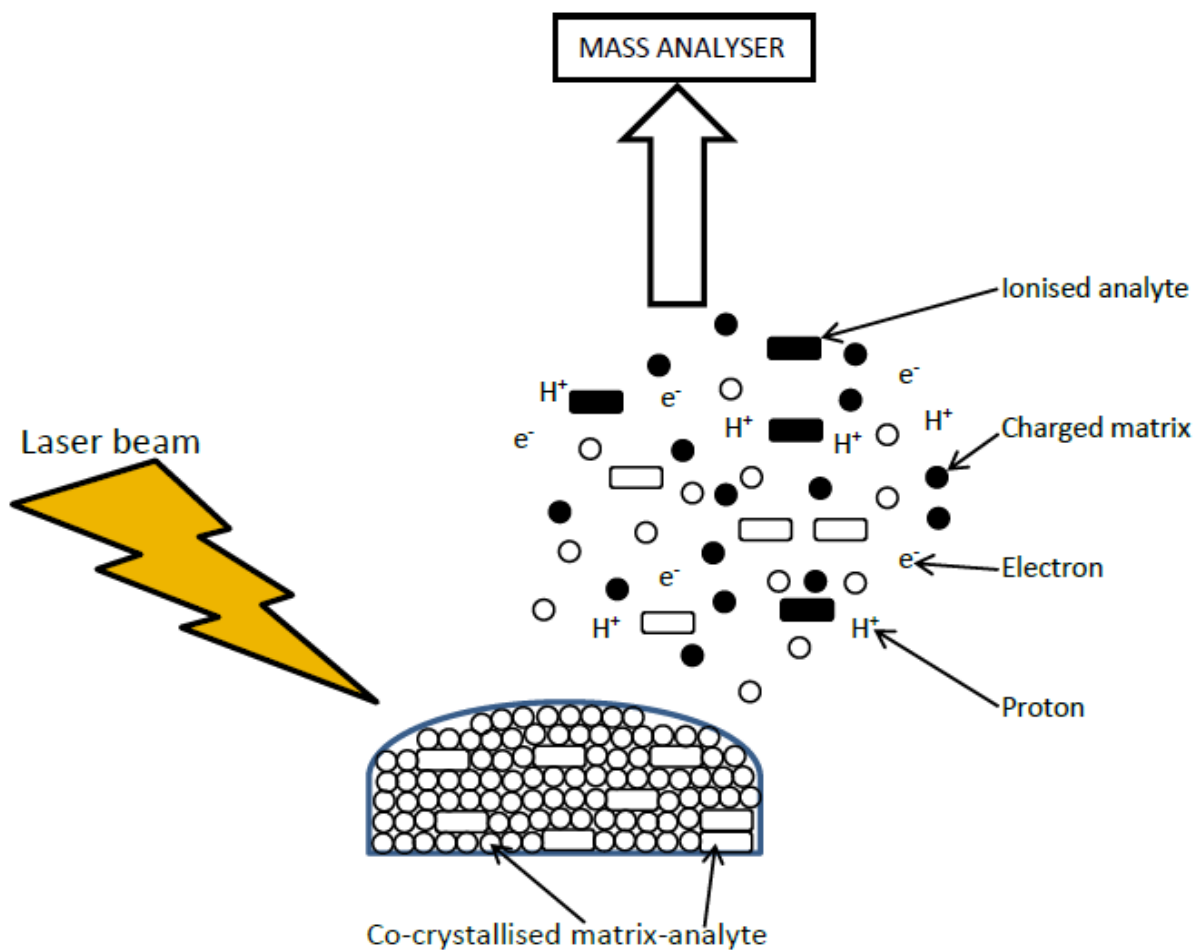 MASS ANALYSER
Ionised analyte
e⁻
H⁺
e⁻
H⁺
Laser beam
e⁻
H⁺
H⁺
Charged matrix
e⁻
Electron
e⁻
H⁺
H⁺
Proton
Co-crystallised matrix-analyte